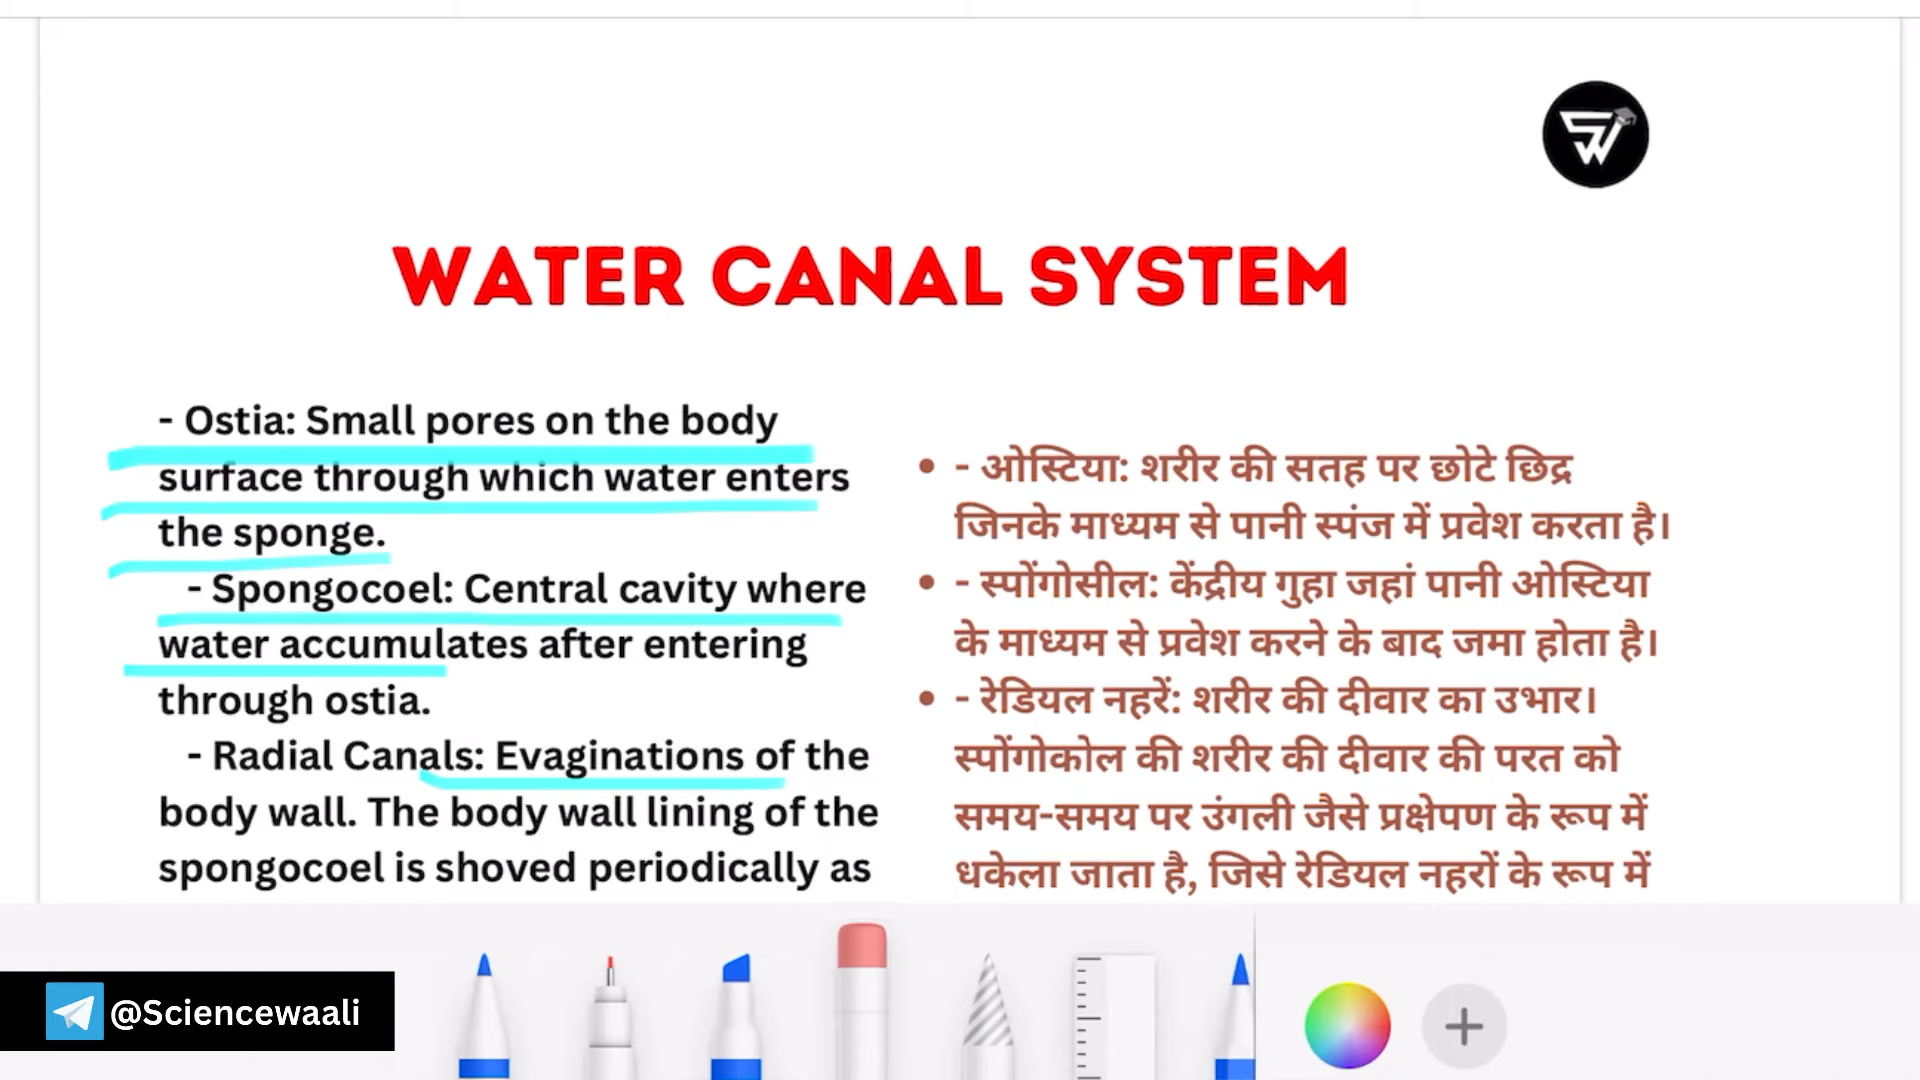 WATER CANAL SYSTEM
- Ostia: Small pores on the body
surface through which water enters
the sponge.
- Spongocoel: Central cavity where
water accumulates after entering
through ostia.
- Radial Canals: Evaginations of the
body wall. The body wall lining of the
spongocoel is shoved periodically as
• - ओस्टिया: शरीर की सतह पर छोटे छिद्र
जिनके माध्यम से पानी स्पंज में प्रवेश करता है।
• - स्पोंगोसील: केंद्रीय गुहा जहां पानी ओस्टिया
के माध्यम से प्रवेश करने के बाद जमा होता है।
• - रेडियल नहरें: शरीर की दीवार का उभार।
स्पोंगोकोल की शरीर की दीवार की परत को
समय-समय पर उंगली जैसे प्रक्षेपण के रूप में
धकेला जाता है, जिसे रेडियल नहरों के रूप में
@Sciencewaali
SW